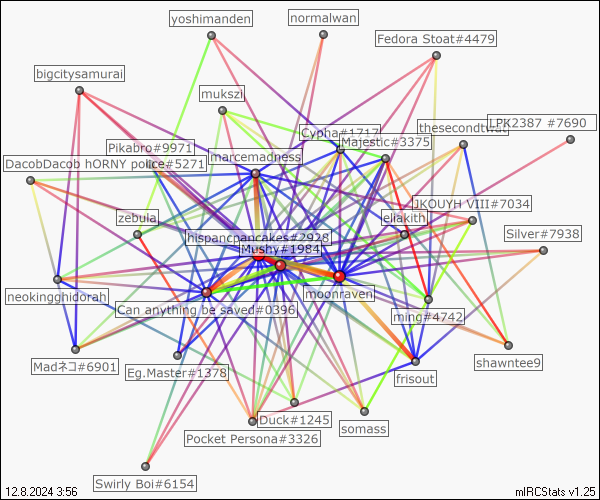 yoshimanden
normalwan
Fedora Stoat#4479
bigcitysamurai
mukszi
LPK2387 #7690
Cypha#1717
Majestic#3375
Pikabro#9971
marcemadness
DacobDacob hORNY police#5271
JKOUYH VIII#7034
zebula
eliakith
hispancpancakes#2928
Silver#7938
Mushy#1984
neokingghidorah
moonraven
Can anything be sayed#0396
ming#4742
Madネコ#6901
Eg.Master#1378
shawntee9
frisout
Duck#1245
somass
Pocket Persona#3326
Swirly Boi#6154
12.8.2024 3:56
mIRCStats v1.25